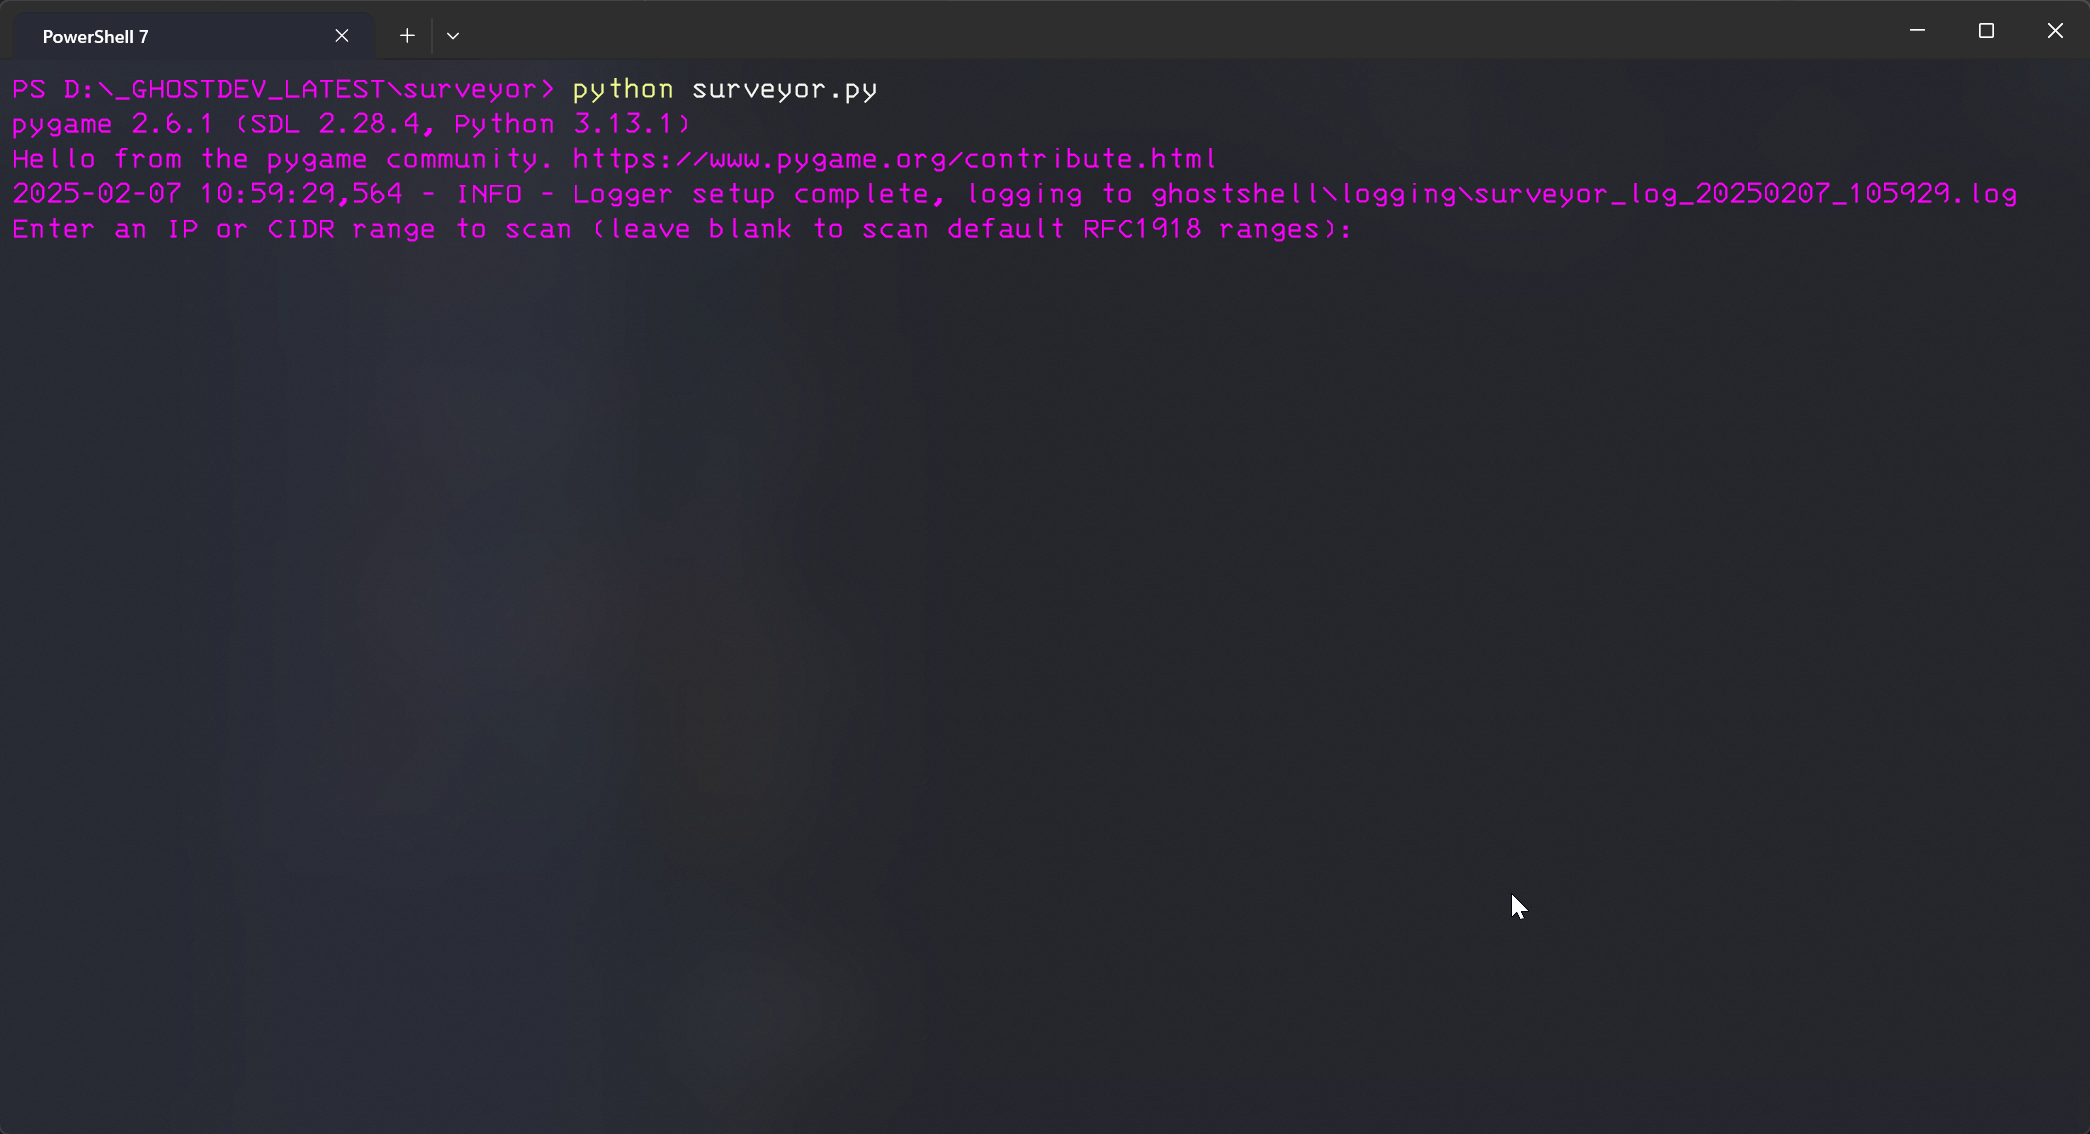 PowerShell 7
PS D:\_GHOSTDEV_LATEST\surveyor> python surveyor.py
pygame 2.6.1 (SDL 2.28.4, Python 3.13.1)
Hello from the pygame community. https://www.pygame.org/contribute.html
2025-02-07 10:59:29,564 - INFO - Logger setup complete, logging to ghostshell\logging\surveyor_log_20250207_105929.log
Enter an IP or CIDR range to scan (leave blank to scan default RFC1918 ranges):